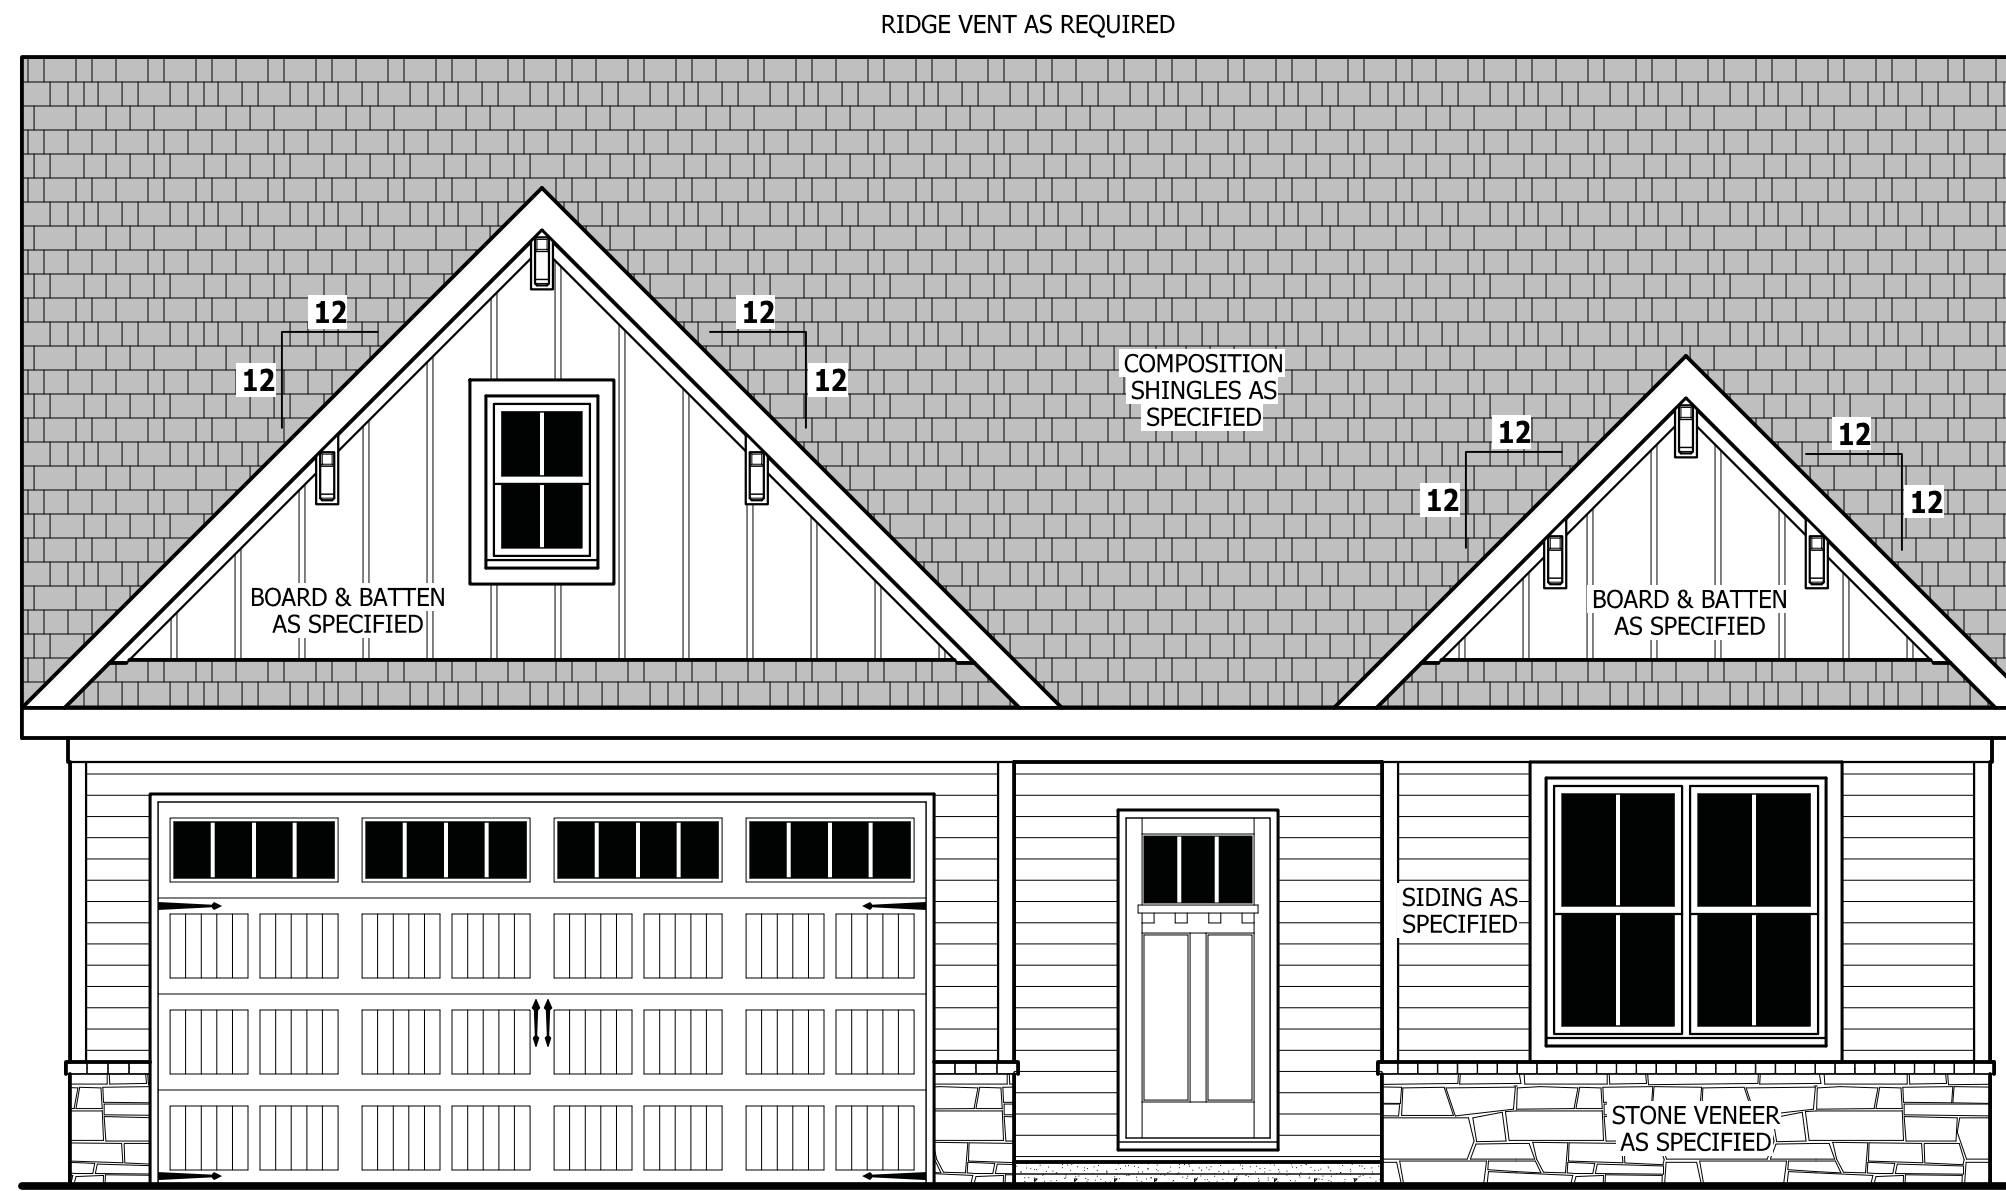 RIDGE VENT AS REQUIRED
12
12
12
12
COMPOSITION
SHINGLES AS
SPECIFIED
12
12
12
12
BOARD & BATTEN
AS SPECIFIED
BOARD & BATTEN
AS SPECIFIED
SIDING AS
SPECIFIED
STONE VENEER
AS SPECIFIED